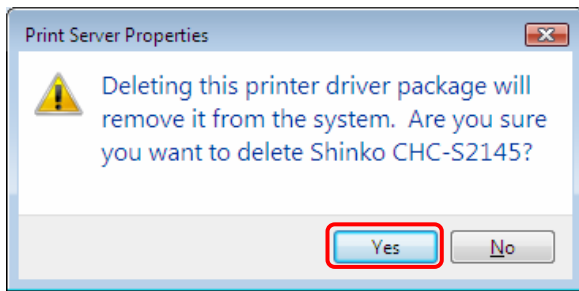 Print Server Properties
Deleting this printer driver package will
remove it from the system.  Are you sure
you want to delete Shinko CHC-S2145?
Yes
No